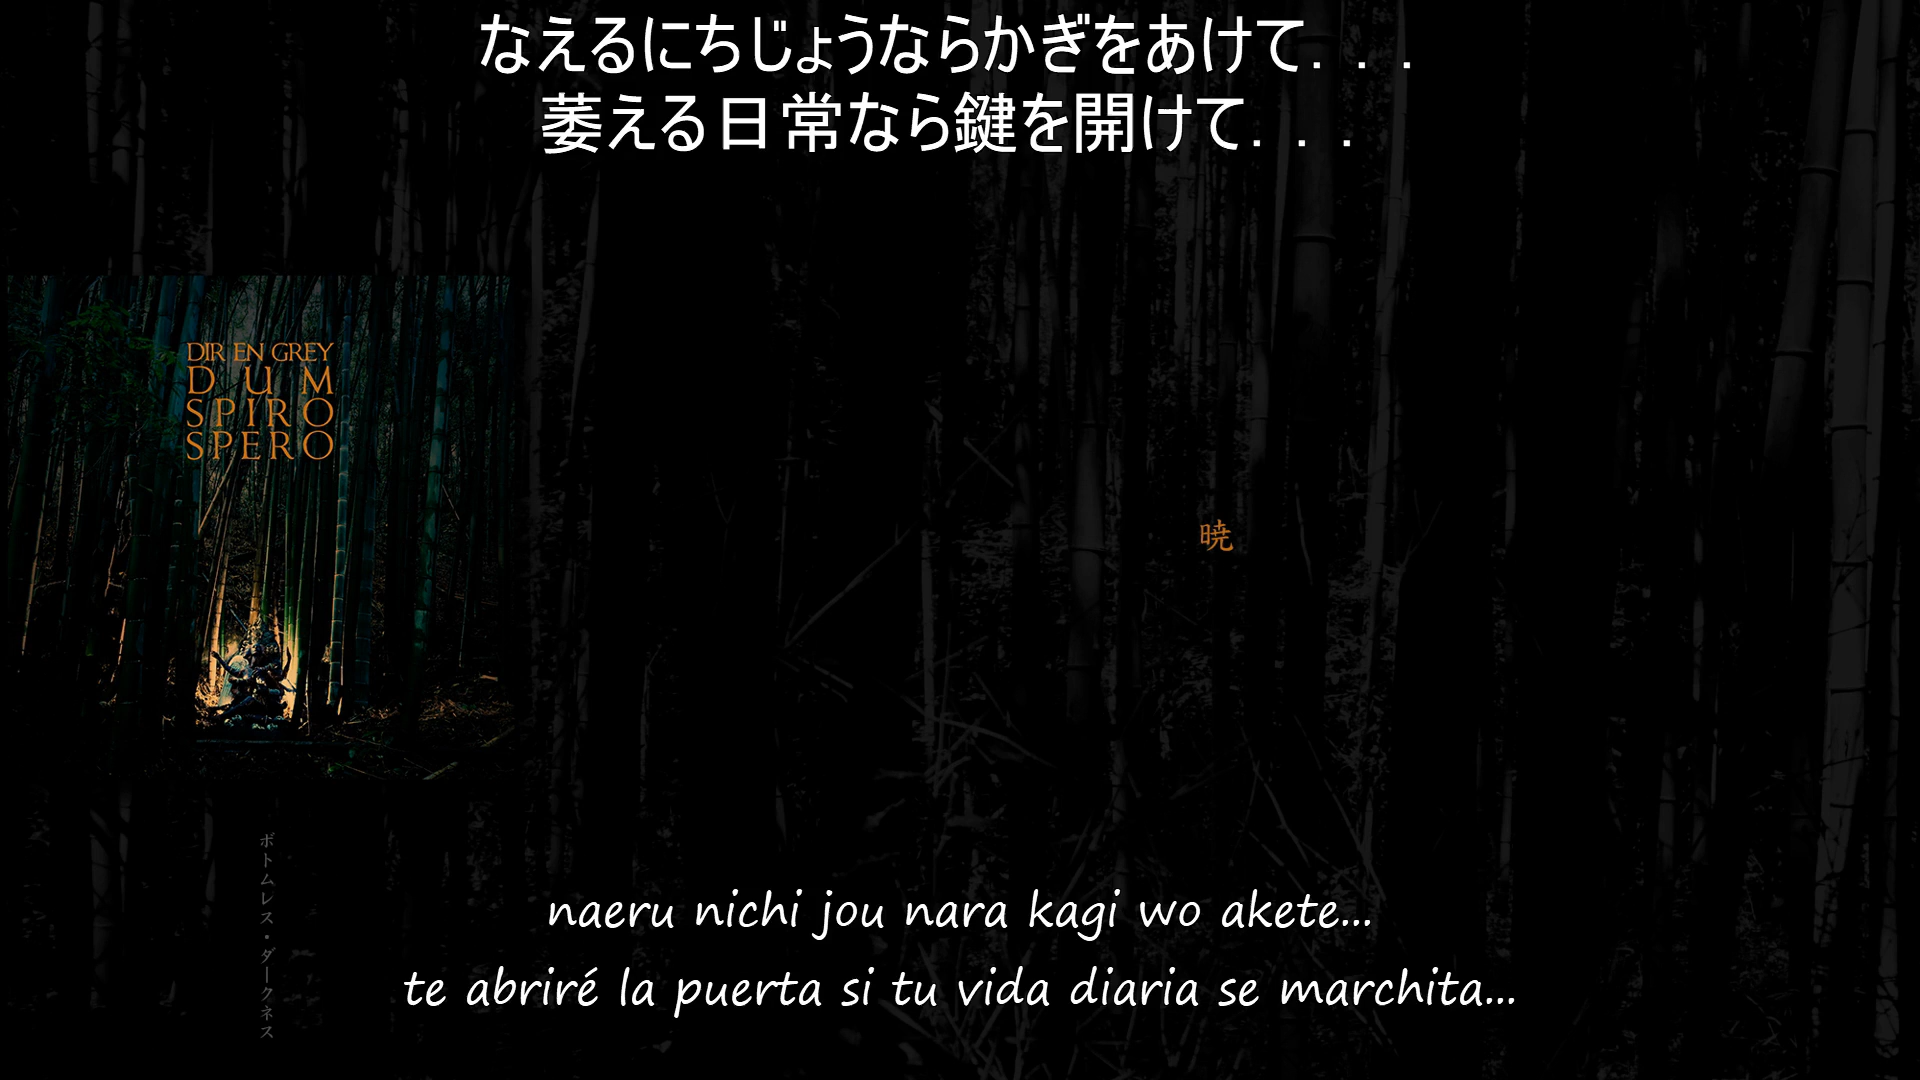 なえるにちじょうならかぎをあけて. . .
萎える日常なら鍵を開けて. . .
DIR EN GREY
DUM
SPIRO
SPERO
暁
ボトムレス・ダークネス
naeru nichi jou nara kagi wo akete...
te abriré la puerta si tu vida diaria se marchita...